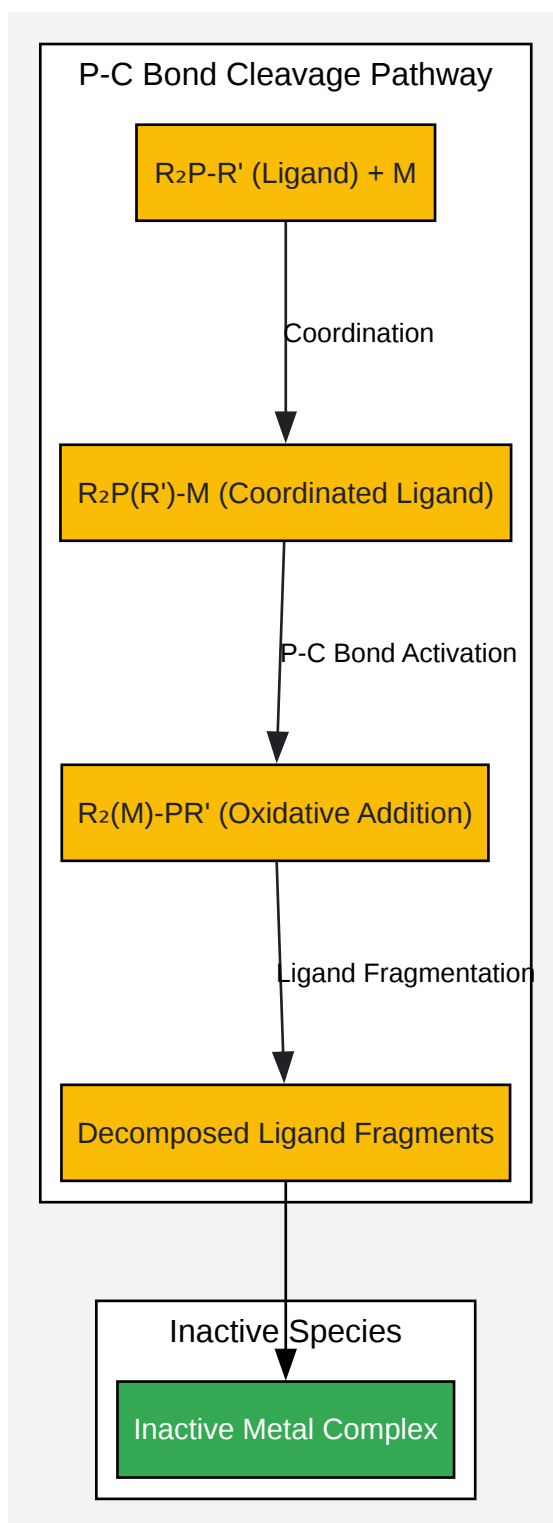 P-C Bond Cleavage Pathway
R₂P-R' (Ligand) + M
Coordination
R₂P(R')-M (Coordinated Ligand)
P-C Bond Activation
R₂(M)-PR' (Oxidative Addition)
Ligand Fragmentation
Decomposed Ligand Fragments
Inactive Species
Inactive Metal Complex